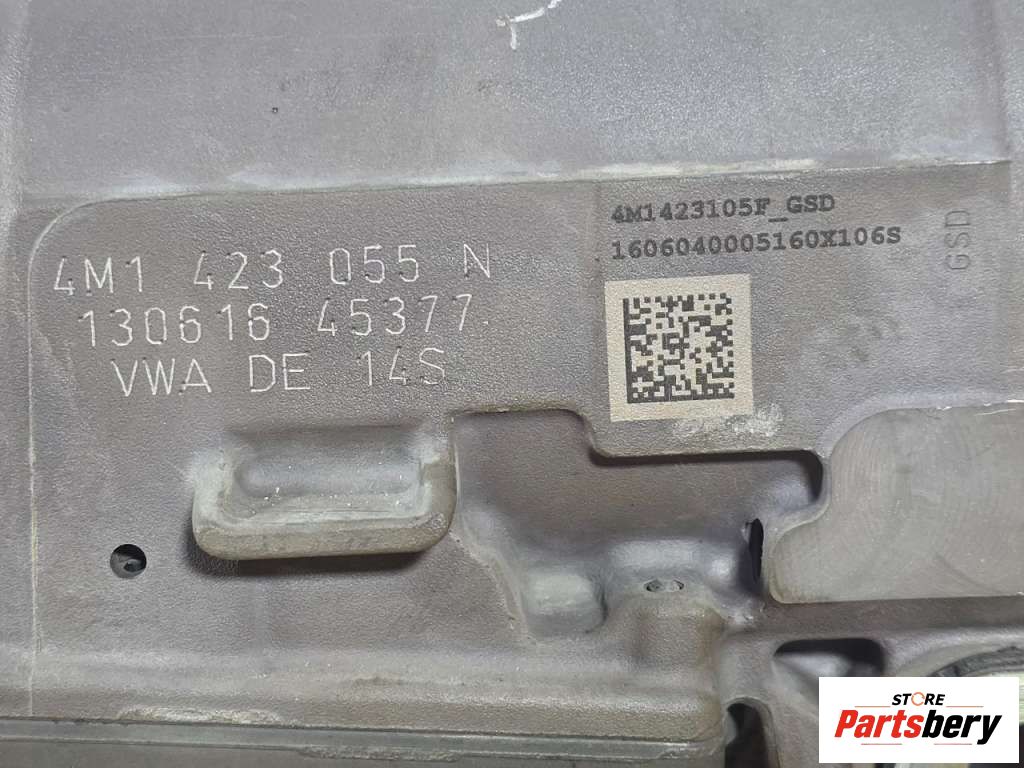 4M1 423 055 N
130616 45377
VWA DE 14S
4M1423105F_GSD
1606040005160X106S
GSD
STORE
Partsbery